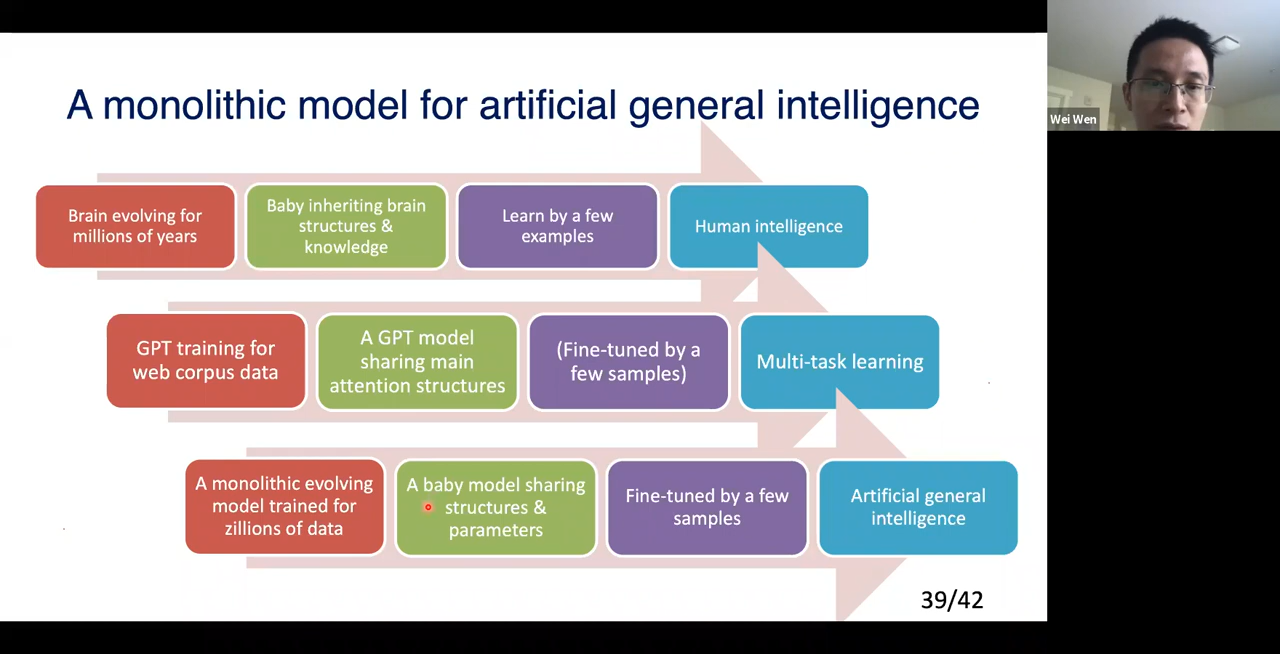 A monolithic model for artificial general intelligence
Wei Wen
Brain evolving for
millions of years
Baby inheriting brain
structures &
knowledge
Learn by a few
examples
Human intelligence
GPT training for
web corpus data
A GPT model
sharing main
attention structures
(Fine-tuned by a
few samples)
Multi-task learning
A monolithic evolving
model trained for
zillions of data
A baby model sharing
structures &
parameters
Fine-tuned by a few
samples
Artificial general
intelligence
39/42